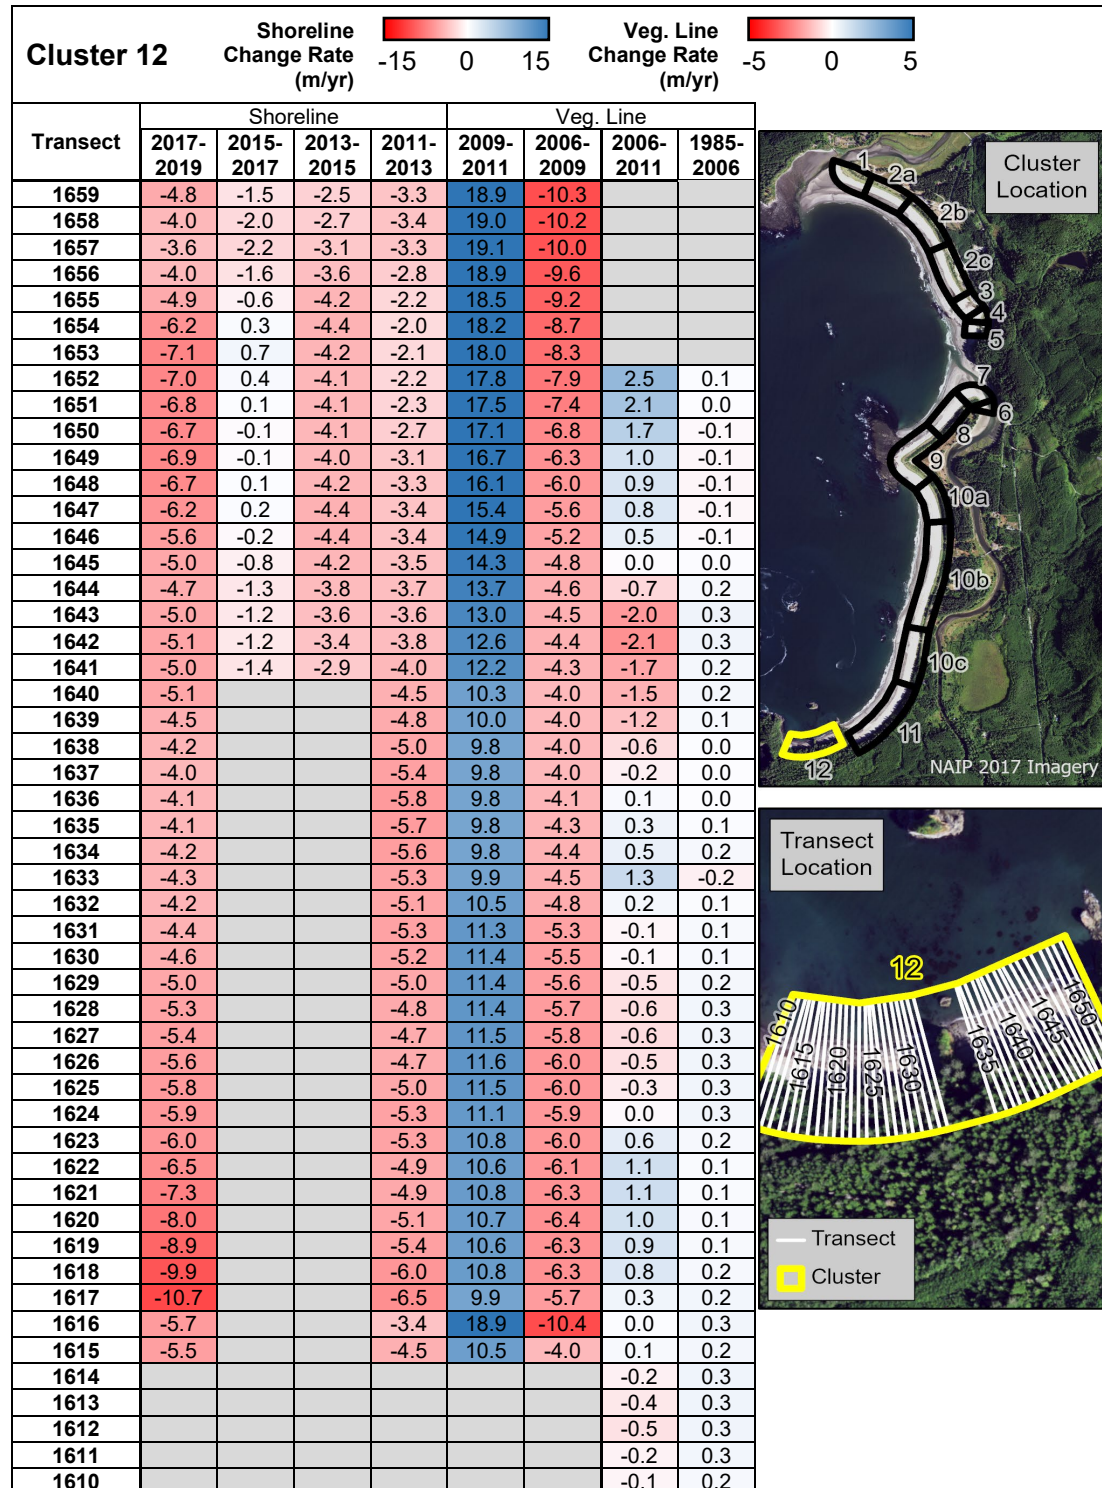 Cluster 12
Shoreline Change Rate (m/yr)
-15 0 15
Veg. Line Change Rate (m/yr)
-5 0 5
Transect Shoreline Veg. Line
2017-2019 2015-2017 2013-2015 2011-2013 2009-2011 2006-2009 2006-2011 1985-2006
1659 -4.8 -1.5 -2.5 -3.3 18.9 -10.3
1658 -4.0 -2.0 -2.7 -3.4 19.0 -10.2
1657 -3.6 -2.2 -3.1 -3.3 19.1 -10.0
1656 -4.0 -1.6 -3.6 -2.8 18.9 -9.6
1655 -4.9 -0.6 -4.2 -2.2 18.5 -9.2
1654 -6.2 0.3 -4.4 -2.0 18.2 -8.7
1653 -7.1 0.7 -4.2 -2.1 18.0 -8.3
1652 -7.0 0.4 -4.1 -2.2 17.8 -7.9 2.5 0.1
1651 -6.8 0.1 -4.1 -2.3 17.5 -7.4 2.1 0.0
1650 -6.7 -0.1 -4.1 -2.7 17.1 -6.8 1.7 -0.1
1649 -6.9 -0.1 -4.0 -3.1 16.7 -6.3 1.0 -0.1
1648 -6.7 0.1 -4.2 -3.3 16.1 -6.0 0.9 -0.1
1647 -6.2 0.2 -4.4 -3.4 15.4 -5.6 0.8 -0.1
1646 -5.6 -0.2 -4.4 -3.4 14.9 -5.2 0.5 -0.1
1645 -5.0 -0.8 -4.2 -3.5 14.3 -4.8 0.0 0.0
1644 -4.7 -1.3 -3.8 -3.7 13.7 -4.6 -0.7 0.2
1643 -5.0 -1.2 -3.6 -3.6 13.0 -4.5 -2.0 0.3
1642 -5.1 -1.2 -3.4 -3.8 12.6 -4.4 -2.1 0.3
1641 -5.0 -1.4 -2.9 -4.0 12.2 -4.3 -1.7 0.2
1640 -5.1 -4.5 10.3 -4.0 -1.5 0.2
1639 -4.5 -4.8 10.0 -4.0 -1.2 0.1
1638 -4.2 -5.0 9.8 -4.0 -0.6 0.0
1637 -4.0 -5.4 9.8 -4.0 -0.2 0.0
1636 -4.1 -5.8 9.8 -4.1 0.1 0.0
1635 -4.1 -5.7 9.8 -4.3 0.3 0.1
1634 -4.2 -5.6 9.8 -4.4 0.5 0.2
1633 -4.3 -5.3 9.9 -4.5 1.3 -0.2
1632 -4.2 -5.1 10.5 -4.8 0.2 0.1
1631 -4.4 -5.3 11.3 -5.3 -0.1 0.1
1630 -4.6 -5.2 11.4 -5.5 -0.1 0.1
1629 -5.0 -5.0 11.4 -5.6 -0.5 0.2
1628 -5.3 -4.8 11.4 -5.7 -0.6 0.3
1627 -5.4 -4.7 11.5 -5.8 -0.6 0.3
1626 -5.6 -4.7 11.6 -6.0 -0.5 0.3
1625 -5.8 -5.0 11.5 -6.0 -0.3 0.3
1624 -5.9 -5.3 11.1 -5.9 0.0 0.3
1623 -6.0 -5.3 10.8 -6.0 0.6 0.2
1622 -6.5 -4.9 10.6 -6.1 1.1 0.1
1621 -7.3 -4.9 10.8 -6.3 1.1 0.1
1620 -8.0 -5.1 10.7 -6.4 1.0 0.1
1619 -8.9 -5.4 10.6 -6.3 0.9 0.1
1618 -9.9 -6.0 10.8 -6.3 0.8 0.2
1617 -10.7 -6.5 9.9 -5.7 0.3 0.2
1616 -5.7 -3.4 18.9 -10.4 0.0 0.3
1615 -5.5 -4.5 10.5 -4.0 0.1 0.2
1614 -0.2 0.3
1613 -0.4 0.3
1612 -0.5 0.3
1611 -0.2 0.3
1610 -0.1 0.2
Cluster
Location
1
2a
2b
2c
3
4
5
7
6
8
9
10a
10b
10c
11
12
NAIP 2017 Imagery
Transect
Location
12
1610
1615
1620
1625
1630
1635
1640
1645
1650
Transect
Cluster